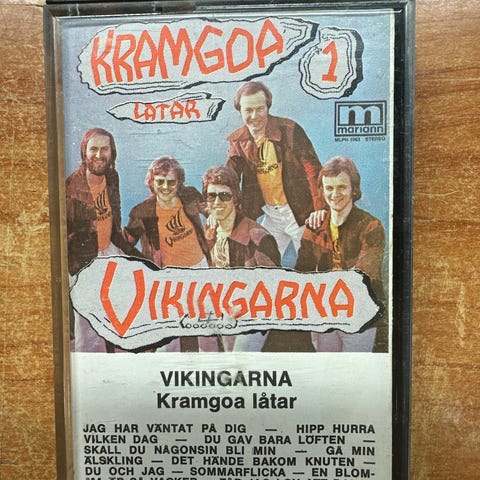 KRAMGOA
LÅTAR
1
m
mariann
MLPH 1963 STEREO
VIKINGARNA
VIKINGARNA
VIKINGARNA
Kramgoa låtar
JAG HAR VÄNTAT PÅ DIG — HIPP HURRA
VILKEN DAG — DU GAV BARA LÖFTEN —
SKALL DU NÅGONSIN BLI MIN — GÅ MIN
ÄLSKLING — DET HÄNDE BAKOM KNUTEN —
DU OCH JAG — SOMMARFLICKA — EN BLOM-